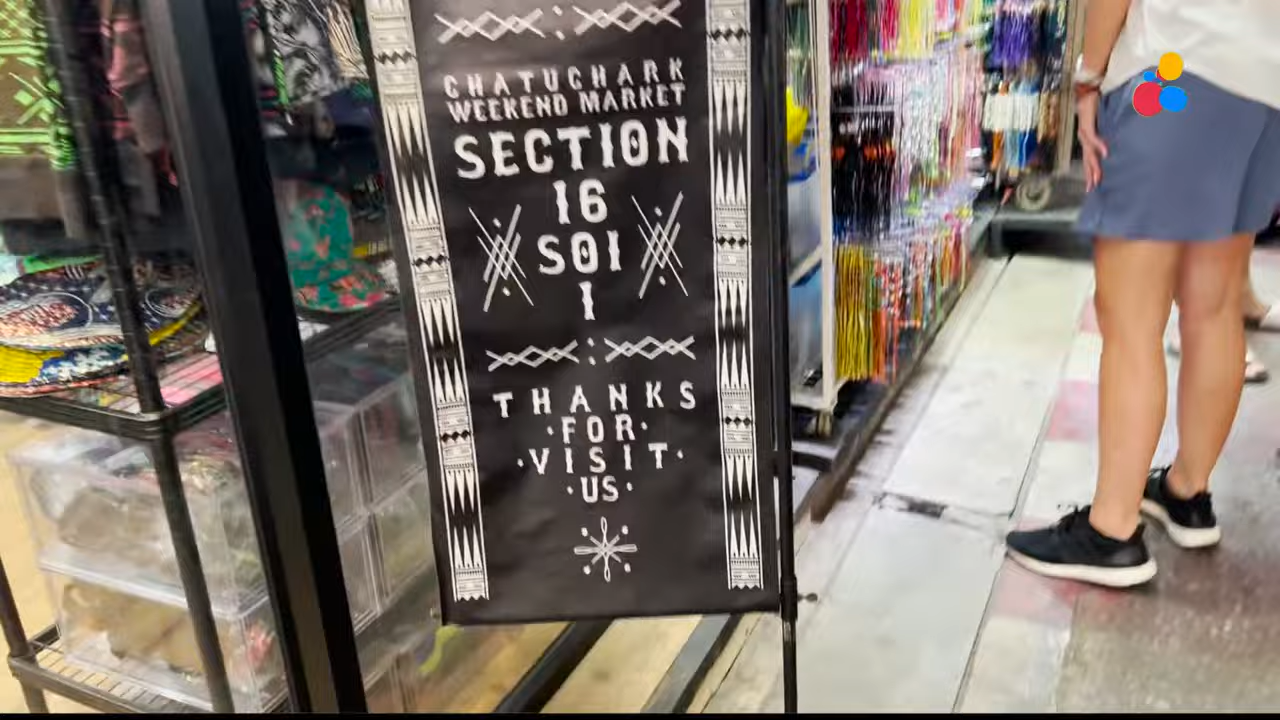 CHATUCHARK
WEEKEND MARKET
SECTION
16
SOI
1
THANKS
·FOR·
·VISIT·
·US·